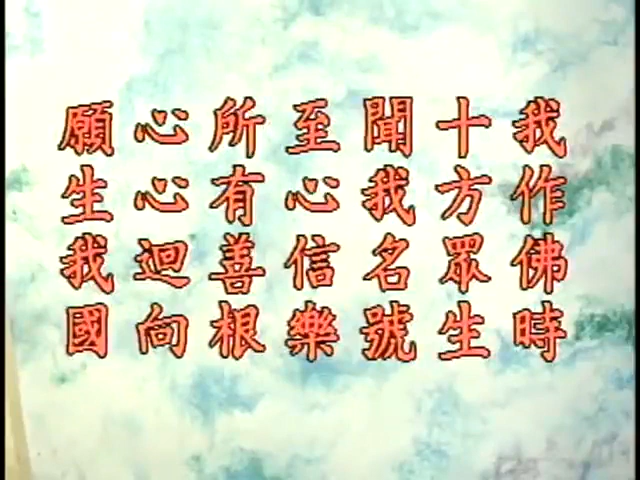 我作佛時
十方眾生
聞我名號
至心信樂
所有善根
心心迴向
願生我國